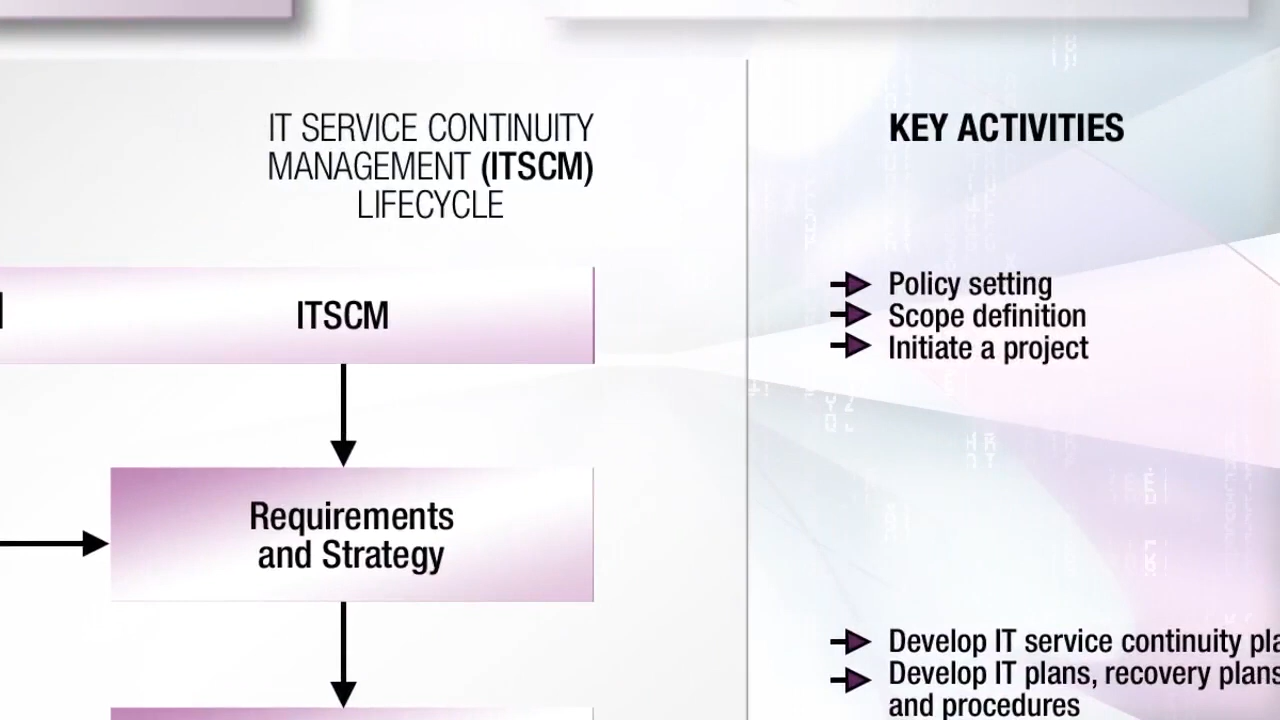 IT SERVICE CONTINUITY
MANAGEMENT (ITSCM)
LIFECYCLE
KEY ACTIVITIES
ITSCM
Policy setting
Scope definition
Initiate a project
Requirements
and Strategy
Develop IT service continuity
Develop IT plans, recovery plans
and procedures